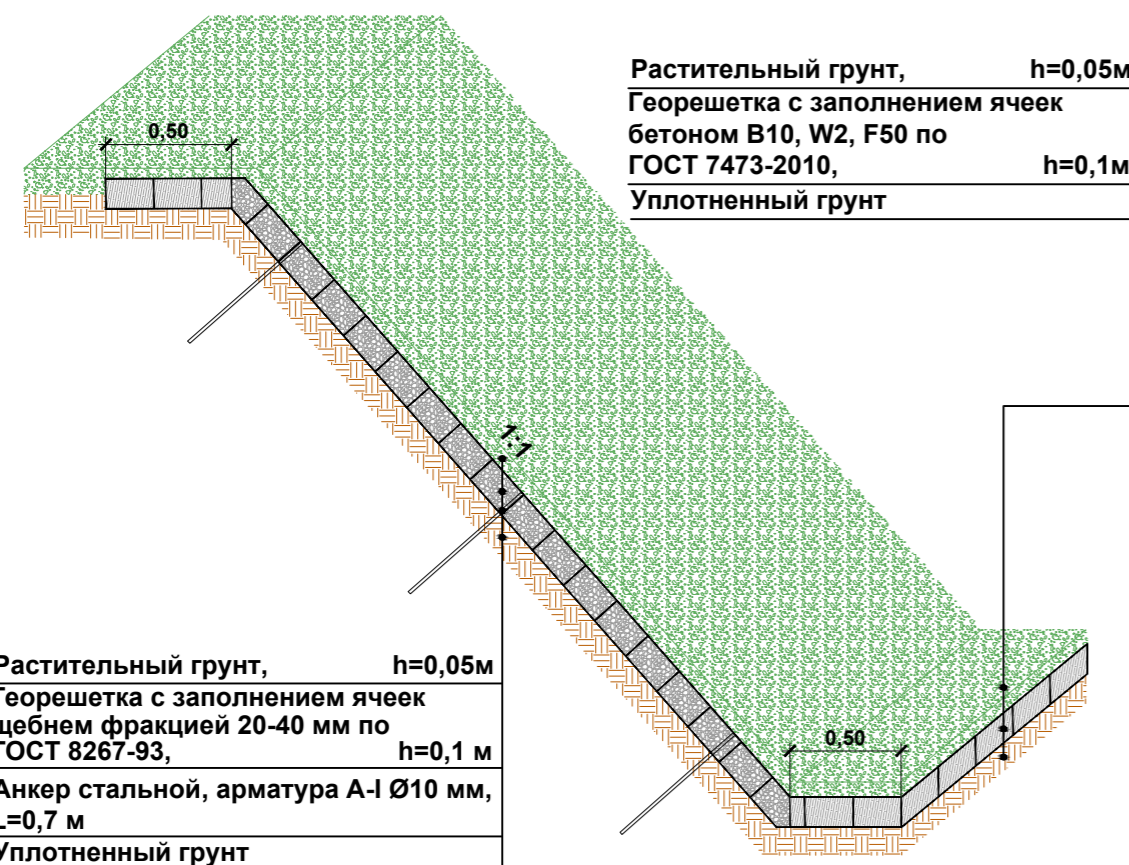 Растительный грунт, h=0,05м
Георешетка с заполнением ячеек
бетоном В10, W2, F50 по
ГОСТ 7473-2010, h=0,1м
Уплотненный грунт
0,50
1:1
Растительный грунт, h=0,05м
Георешетка с заполнением ячеек
щебнем фракцией 20-40 мм по
ГОСТ 8267-93, h=0,1 м
Анкер стальной, арматура А-I Ø10 мм,
L=0,7 м
Уплотненный грунт
0,50